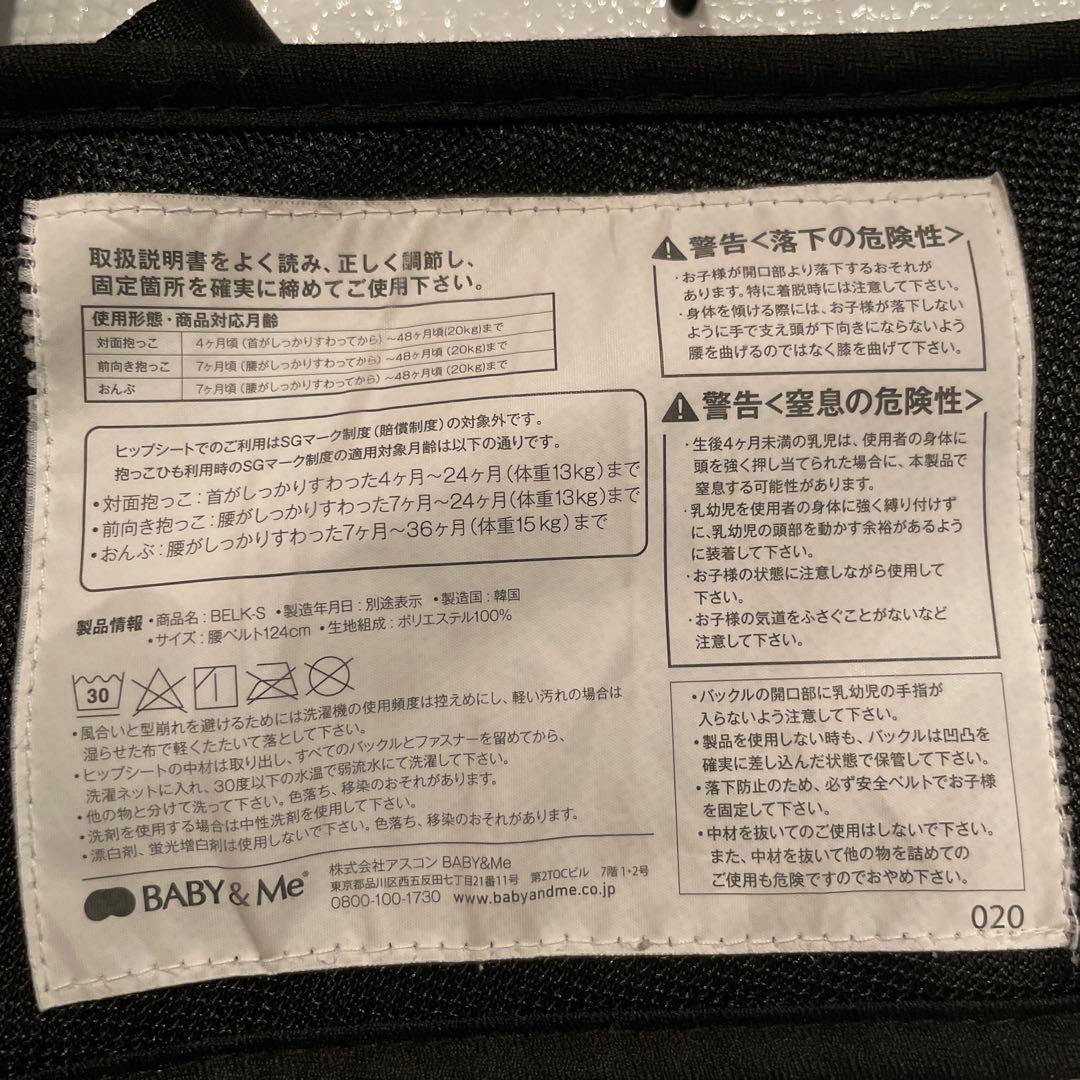 取扱説明書をよく読み、正しく調節し、
固定箇所を確実に締めてご使用下さい。
使用形態・商品対応月齢
対面抱っこ 4ヶ月頃（首がしっかりすわってから）～48ヶ月頃(20kg)まで
前向き抱っこ 7ヶ月頃（腰がしっかりすわってから）～48ヶ月頃（20kg）まで
おんぶ 7ヶ月頃（腰がしっかりすわってから）～48ヶ月頃（20kg）まで
ヒップシートでのご利用はSGマーク制度（賠償制度）の対象外です。
抱っこひも利用時のSGマーク制度の適用対象月齢は以下の通りです。
・対面抱っこ：首がしっかりすわった4ヶ月～24ヶ月（体重13kg）まで
・前向き抱っこ：腰がしっかりすわった7ヶ月～24ヶ月（体重13kg）まで
・おんぶ：腰がしっかりすわった7ヶ月～36ヶ月（体重15kg）まで
製品情報 ・商品名：BELK-S ・製造年月日：別途表示 ・製造国：韓国
・サイズ：腰ベルト124cm ・生地組成：ポリエステル100%
30
・風合いと型崩れを避けるためには洗濯機の使用頻度は控えめにし、軽い汚れの場合は
湿らせた布で軽くたたいて落として下さい。
・ヒップシートの中材は取り出し、すべてのバックルとファスナーを留めてから、
洗濯ネットに入れ、30度以下の水温で弱流水にて洗濯して下さい。
・他の物と分けて洗って下さい。色落ち、移染のおそれがあります。
・洗剤を使用する場合は中性洗剤を使用して下さい。
・漂白剤、蛍光増白剤は使用しないで下さい。色落ち、移染のおそれがあります。
BABY&Me®
株式会社アスコン BABY&Me
東京都品川区西五反田七丁目21番11号 第2TOCビル 7階1・2号
0800-100-1730 www.babyandme.co.jp
警告＜落下の危険性＞
・お子様が開口部より落下するおそれが
あります。特に着脱時には注意して下さい。
・身体を傾ける際には、お子様が落下しない
ように手で支え頭が下向きにならないよう
腰を曲げるのではなく膝を曲げて下さい。
警告＜窒息の危険性＞
・生後4ヶ月未満の乳児は、使用者の身体に
頭を強く押し当てられた場合に、本製品で
窒息する可能性があります。
・乳幼児を使用者の身体に強く縛り付けず
に、乳幼児の頭部を動かす余裕があるよう
に装着して下さい。
・お子様の状態に注意しながら使用して
下さい。
・お子様の気道をふさぐことがないなど
注意して下さい。
・バックルの開口部に乳幼児の手指が
入らないよう注意して下さい。
・製品を使用しない時も、バックルは凹凸を
確実に差し込んだ状態で保管して下さい。
・落下防止のため、必ず安全ベルトでお子様
を固定して下さい。
・中材を抜いてのご使用はしないで下さい。
また、中材を抜いて他の物を詰めての
ご使用も危険ですのでおやめ下さい。
020